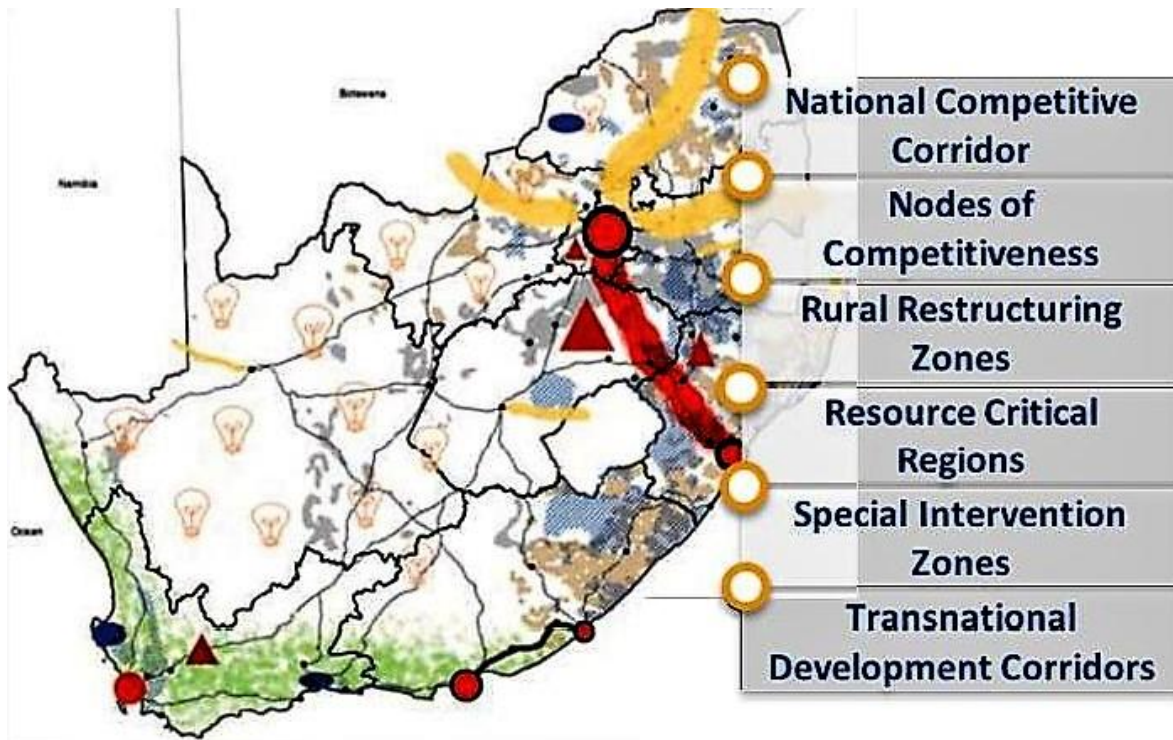 Botswana
Namibia
Ocean
National Competitive
Corridor
Nodes of
Competitiveness
Rural Restructuring
Zones
Resource Critical
Regions
Special Intervention
Zones
Transnational
Development Corridors